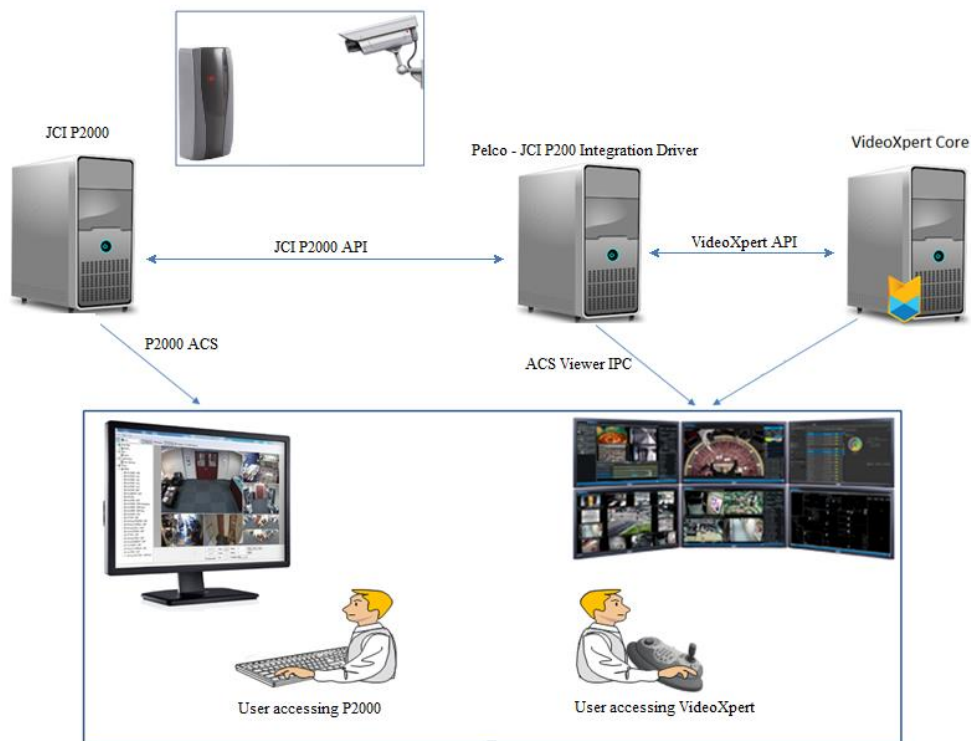 JCI P2000
Pelco - JCI P200 Integration Driver
VideoXpert Core
JCI P2000 API
VideoXpert API
P2000 ACS
ACS Viewer IPC
User accessing P2000
User accessing VideoXpert